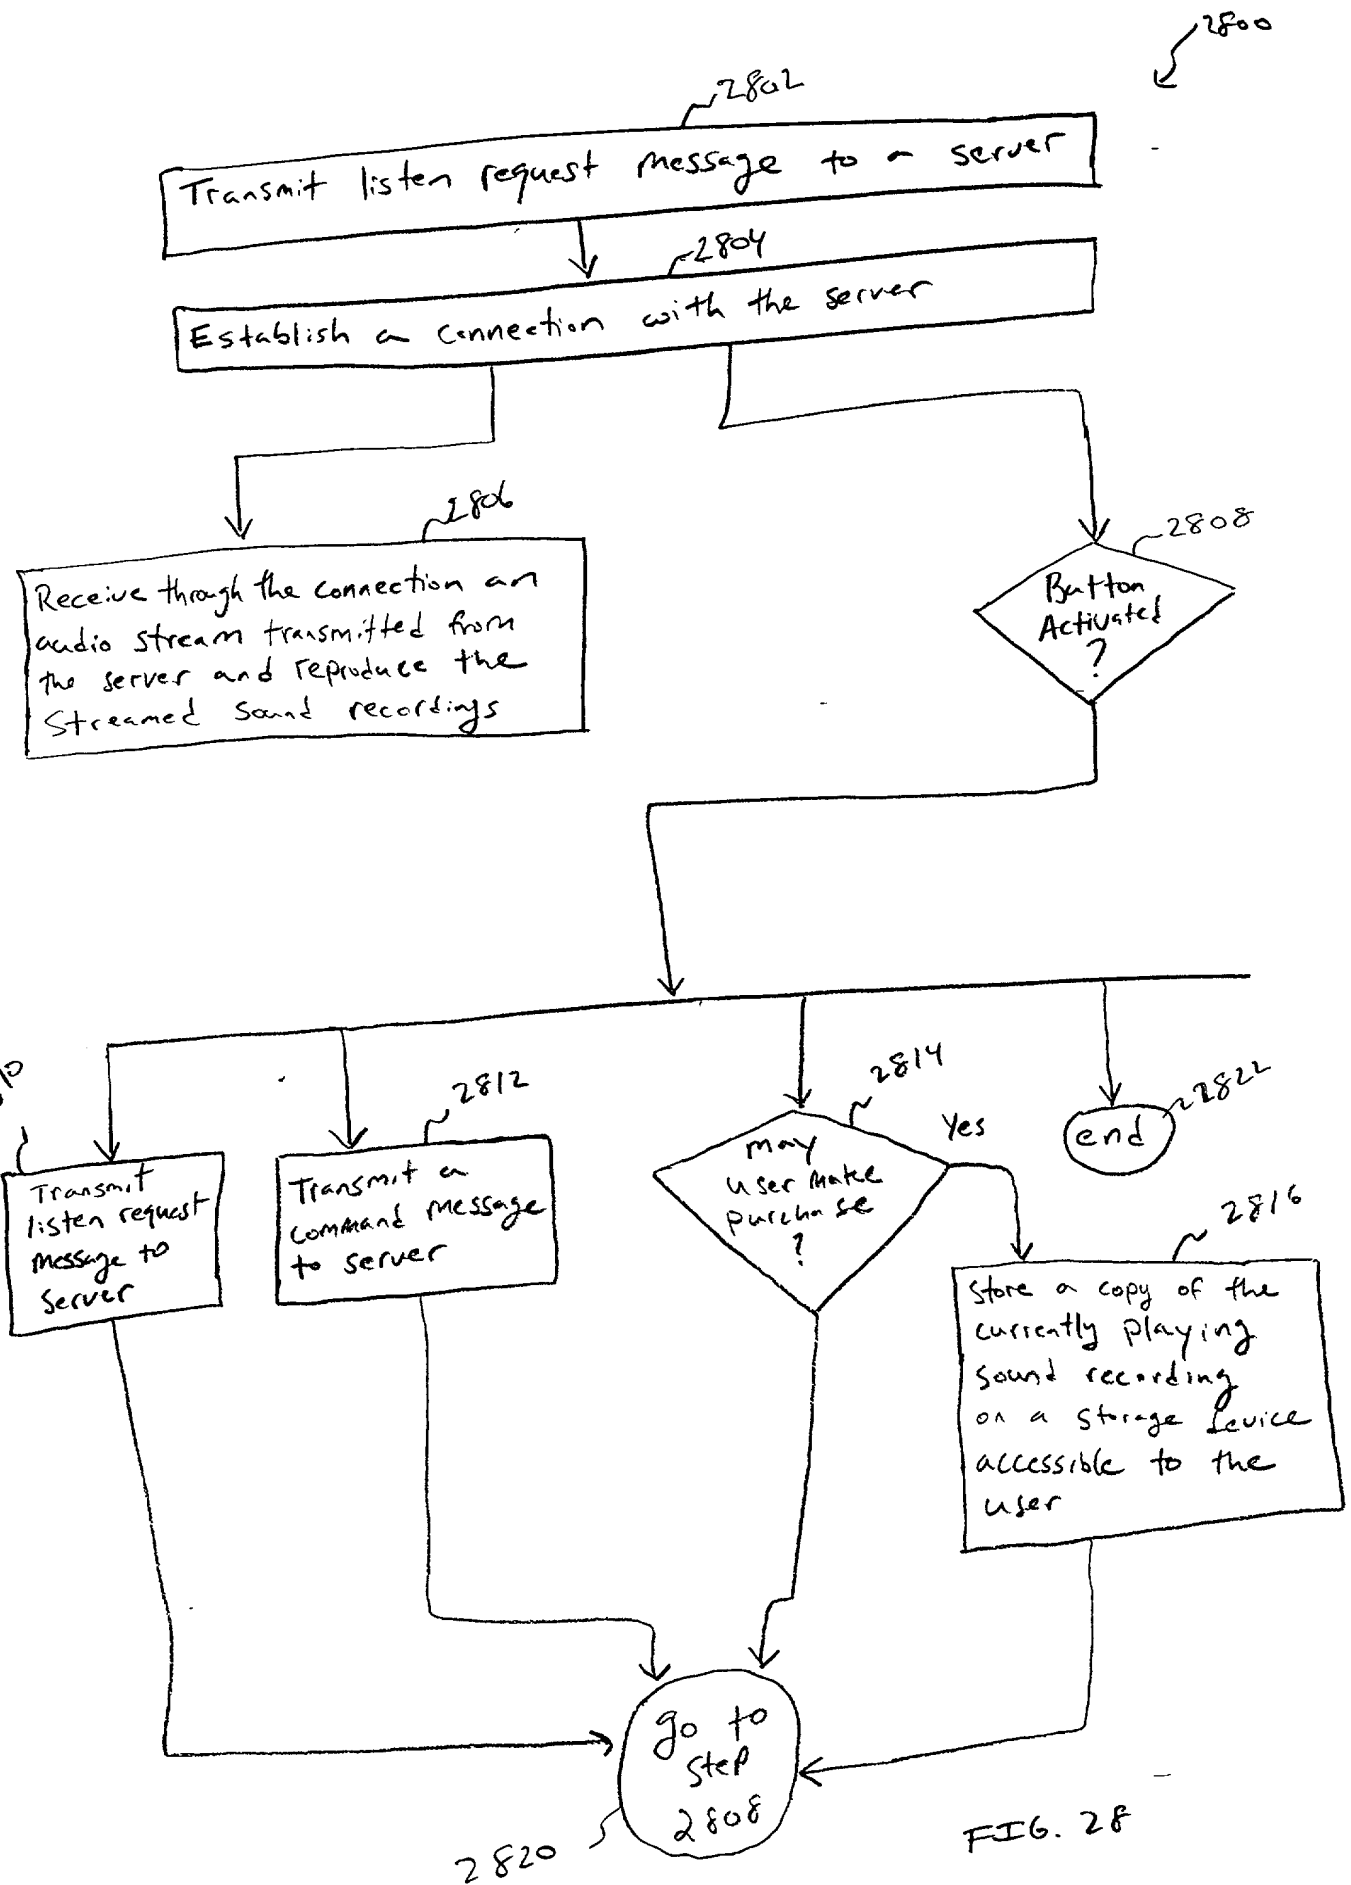 2800
2802
Transmit listen request message to a server
2804
Establish a connection with the server
2806
Receive through the connection an
audio stream transmitted from
the server and reproduce the
streamed sound recordings
2808
Button
Activated
?
2812
2814
Yes
2822
end
Transmit
listen request
message to
server
Transmit a
command message
to server
may
user make
purchase
?
2816
store a copy of the
currently playing
sound recording
on a storage device
accessible to the
user
go to
step
2808
2820
FIG. 28